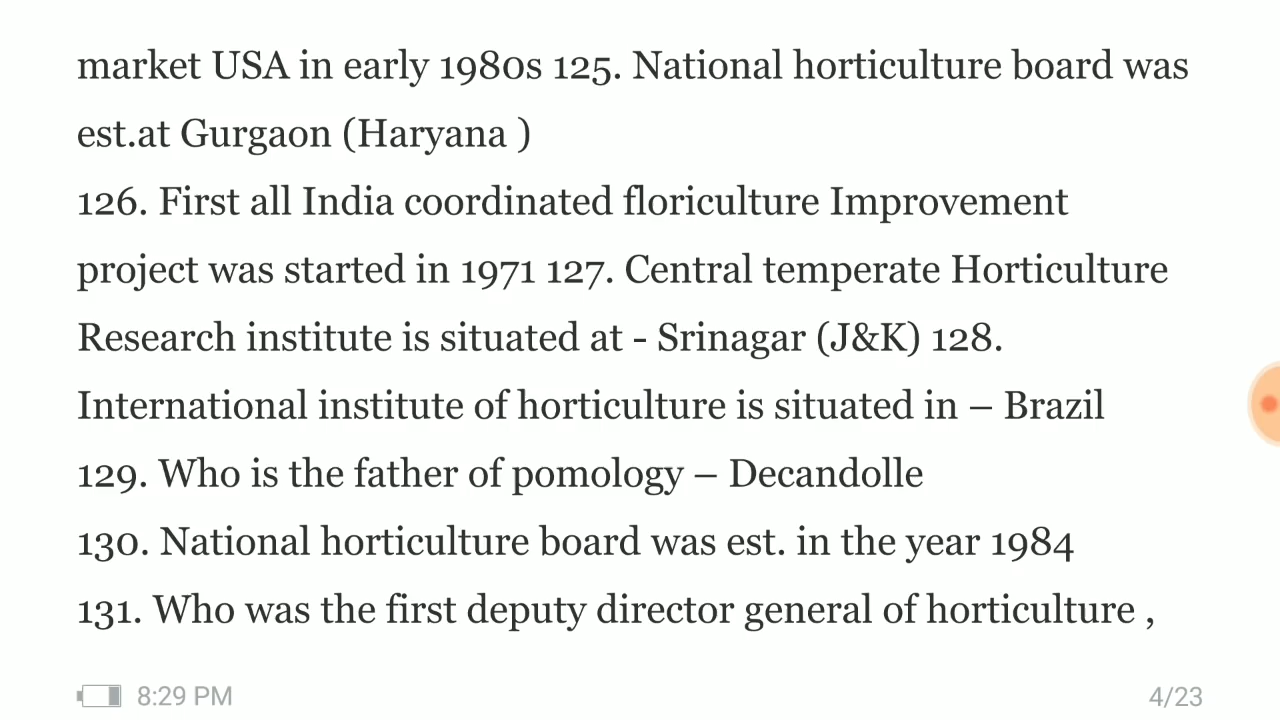 market USA in early 1980s 125. National horticulture board was
est.at Gurgaon (Haryana )
126. First all India coordinated floriculture Improvement
project was started in 1971 127. Central temperate Horticulture
Research institute is situated at - Srinagar (J&K) 128.
International institute of horticulture is situated in – Brazil
129. Who is the father of pomology – Decandolle
130. National horticulture board was est. in the year 1984
131. Who was the first deputy director general of horticulture ,
8:29 PM 4/23